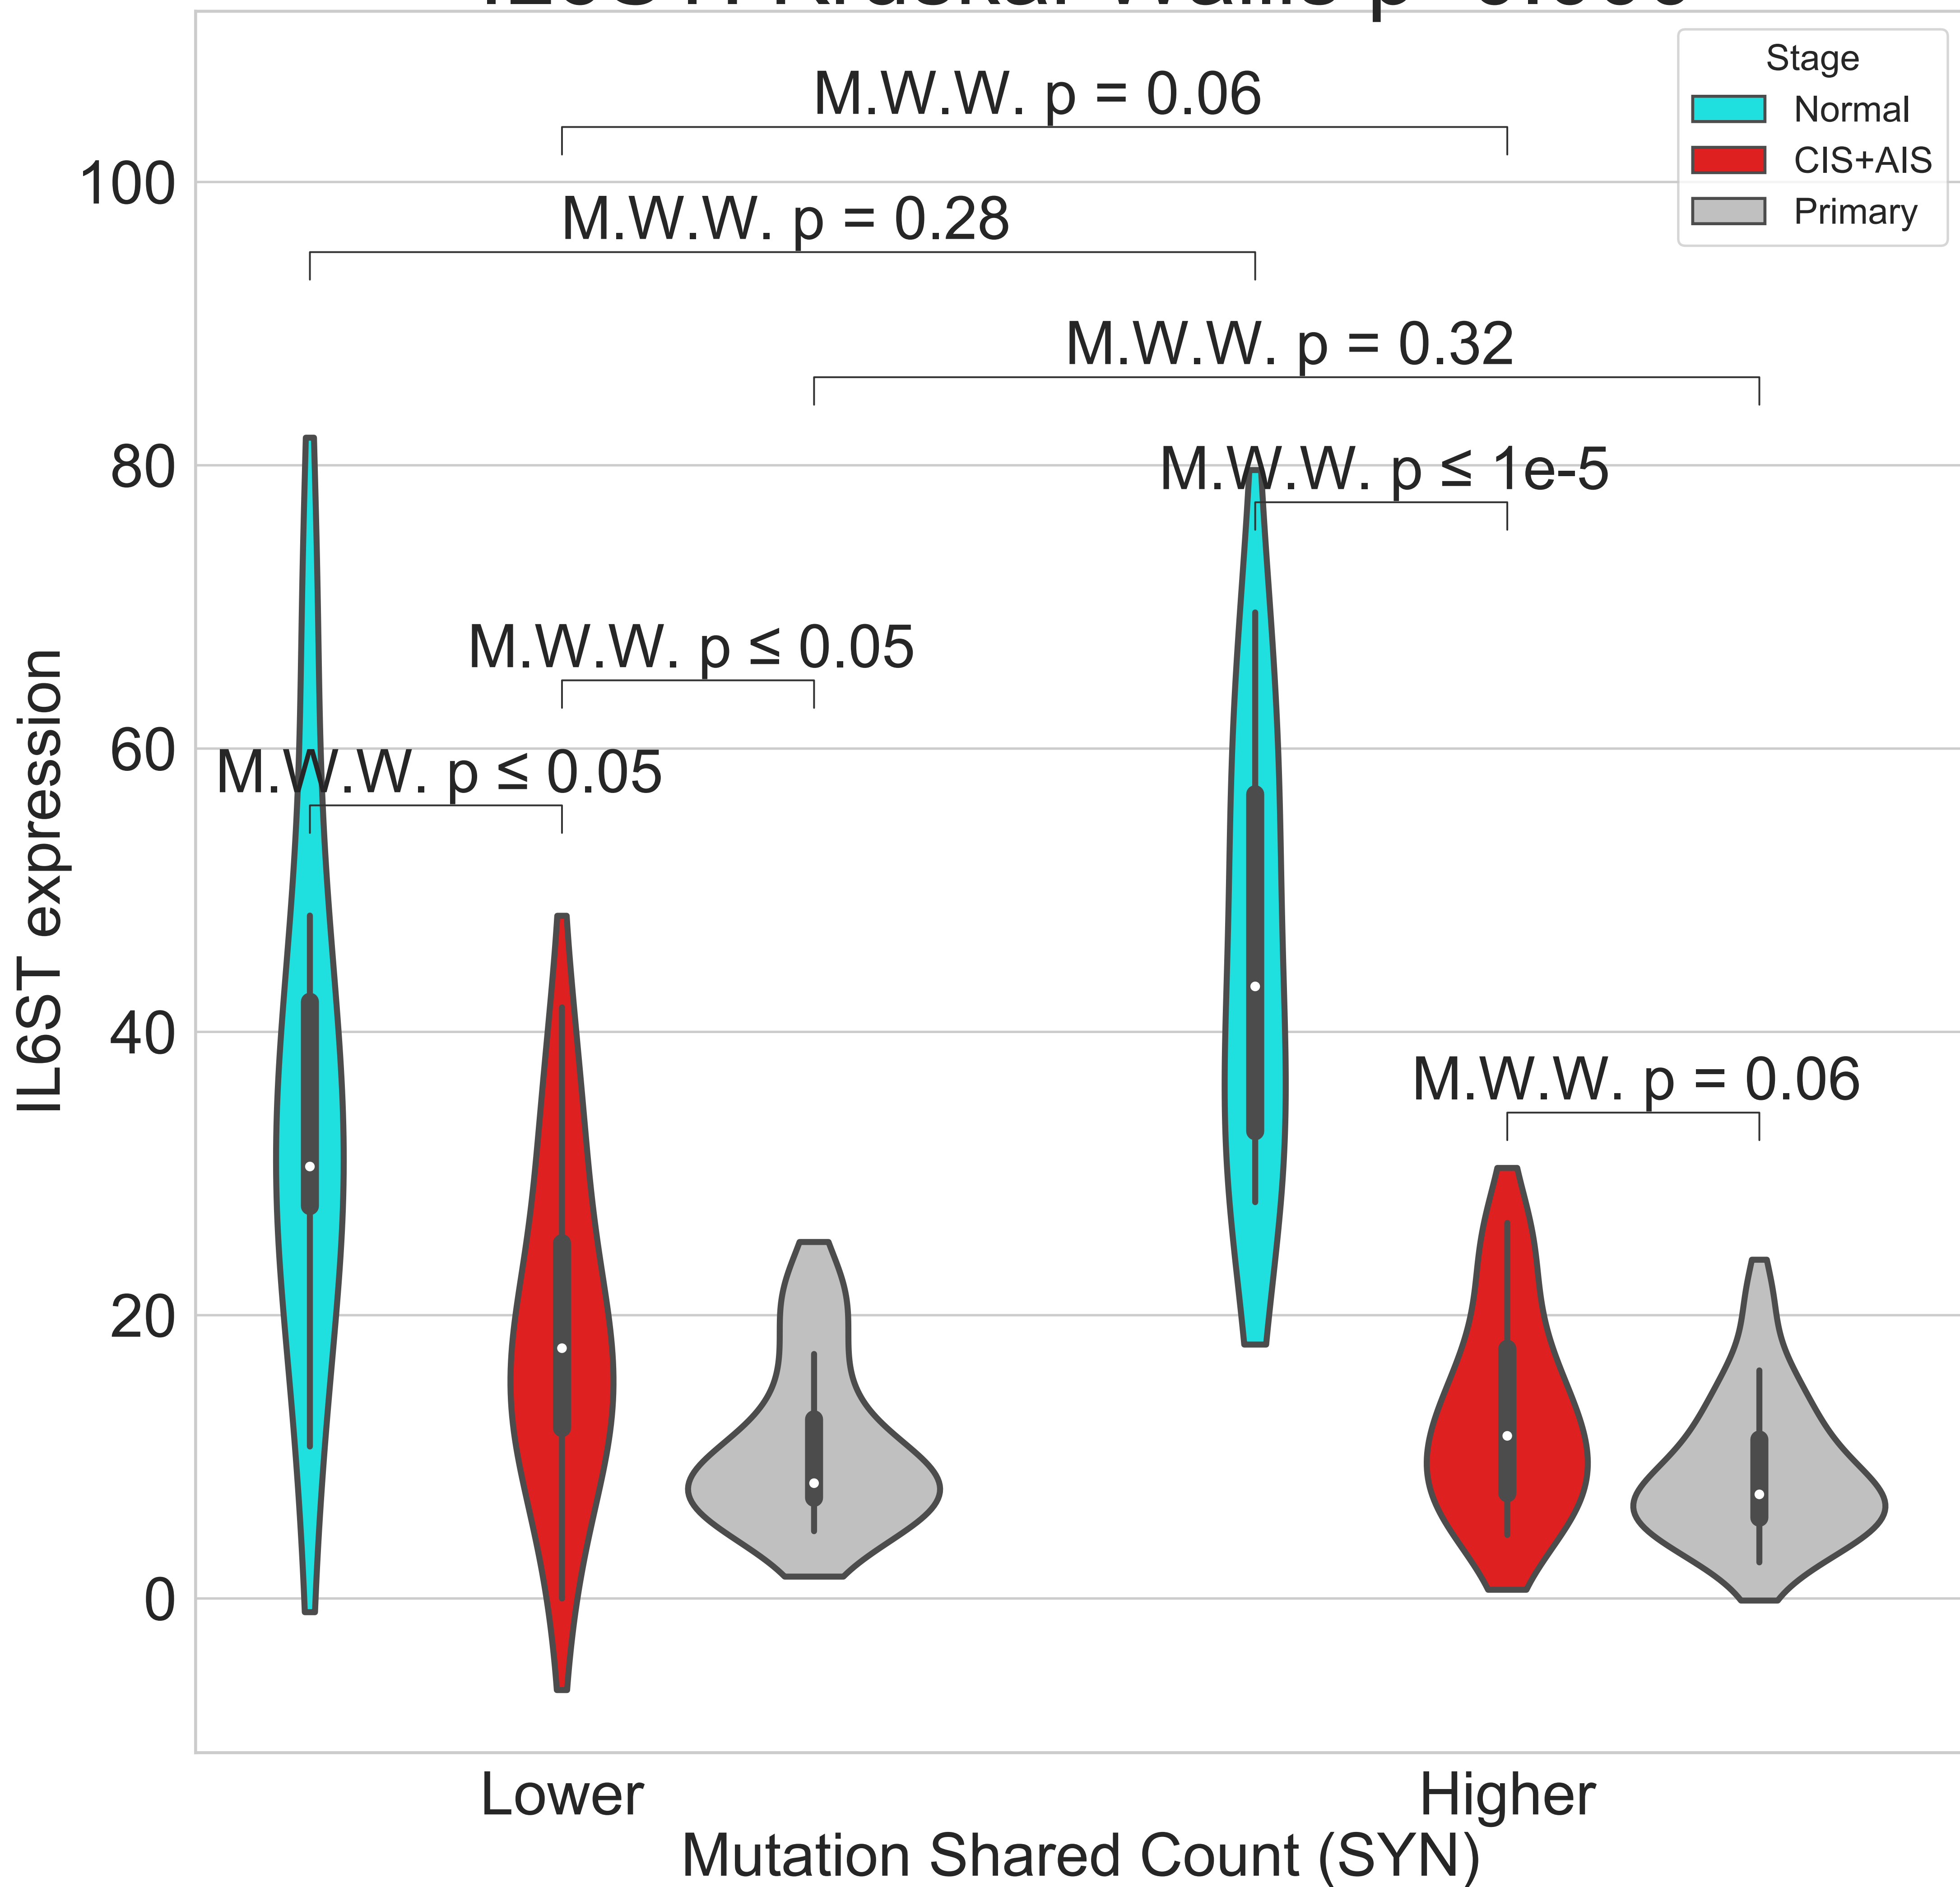 Stage
Normal
CIS+AIS
Primary
M.W.W. p = 0.06
M.W.W. p = 0.28
M.W.W. p = 0.32
M.W.W. p ≤ 1e-5
M.W.W. p ≤ 0.05
M.W.W. p ≤ 0.05
M.W.W. p = 0.06
100
80
60
40
20
0
IL6ST expression
Lower
Higher
Mutation Shared Count (SYN)